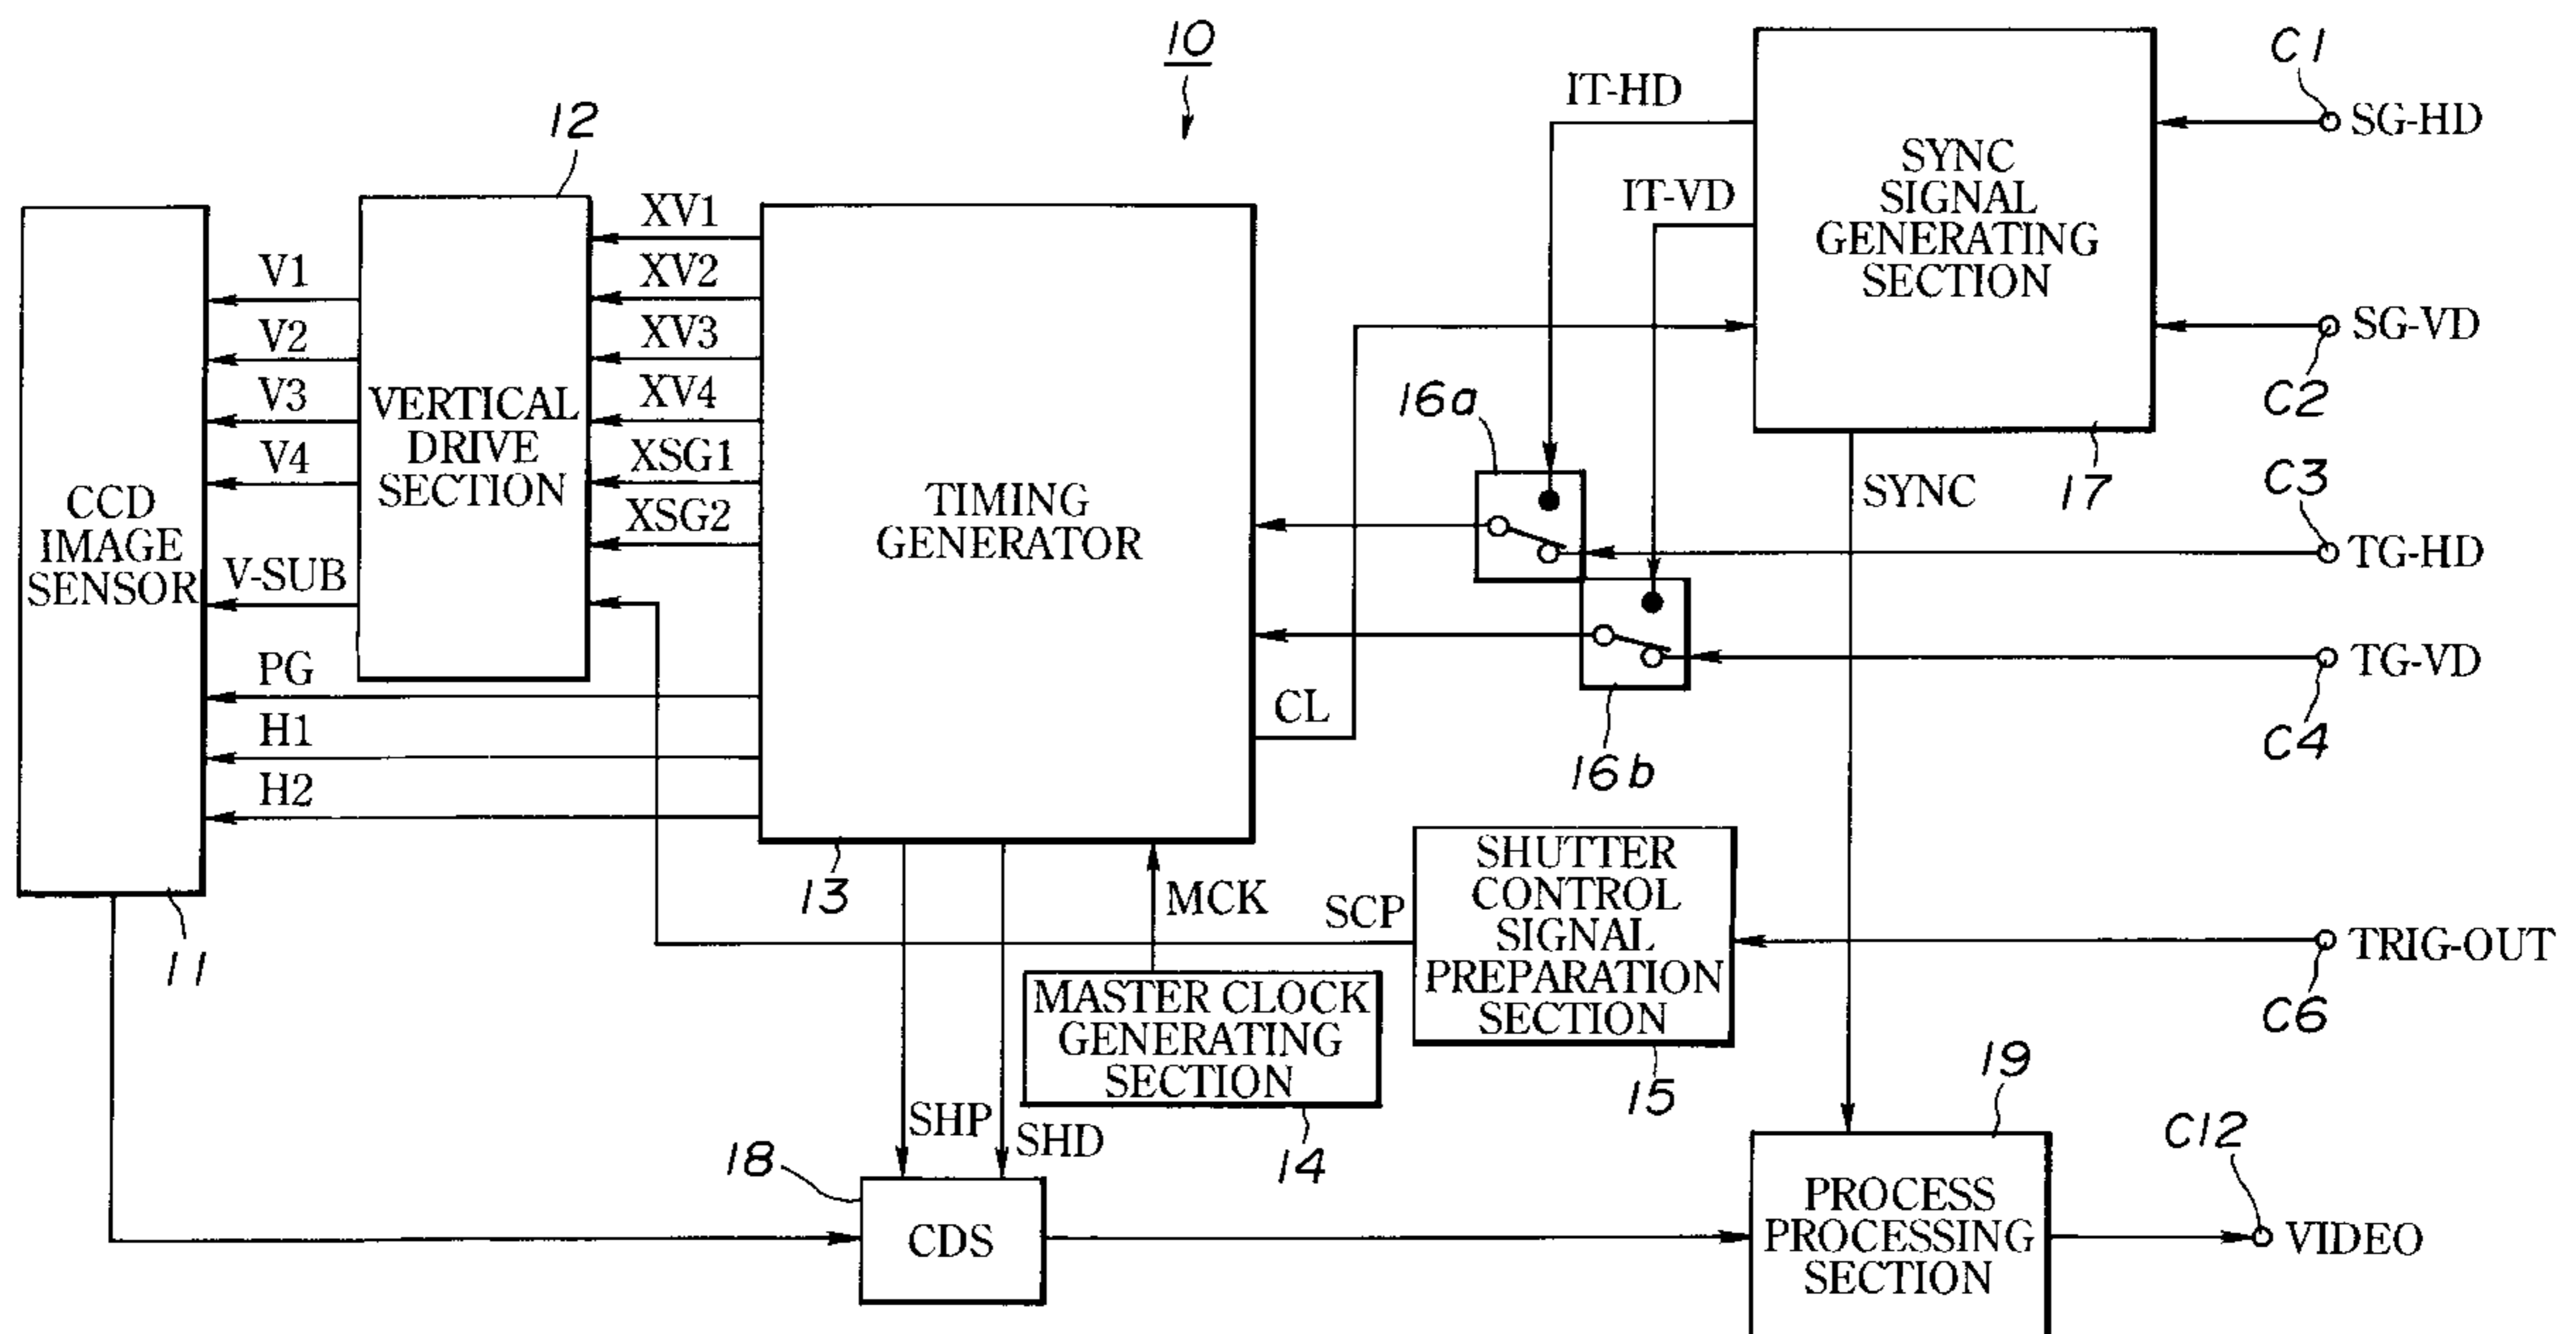 10
C1
IT-HD
SG-HD
12
SYNC
SIGNAL
GENERATING
SECTION
IT-VD
XV1
V1
XV2
V2
XV3
SG-VD
V3
XV4
VERTICAL
DRIVE
SECTION
16a
C2
V4
XSG1
CCD
IMAGE
SENSOR
XSG2
TIMING
GENERATOR
SYNC
17
C3
TG-HD
V-SUB
PG
TG-VD
H1
CL
C4
16b
H2
13
MCK
SCP
SHUTTER
CONTROL
SIGNAL
PREPARATION
SECTION
TRIG-OUT
11
MASTER CLOCK
GENERATING
SECTION
C6
15
19
SHP
SHD
14
C12
18
CDS
PROCESS
PROCESSING
SECTION
VIDEO